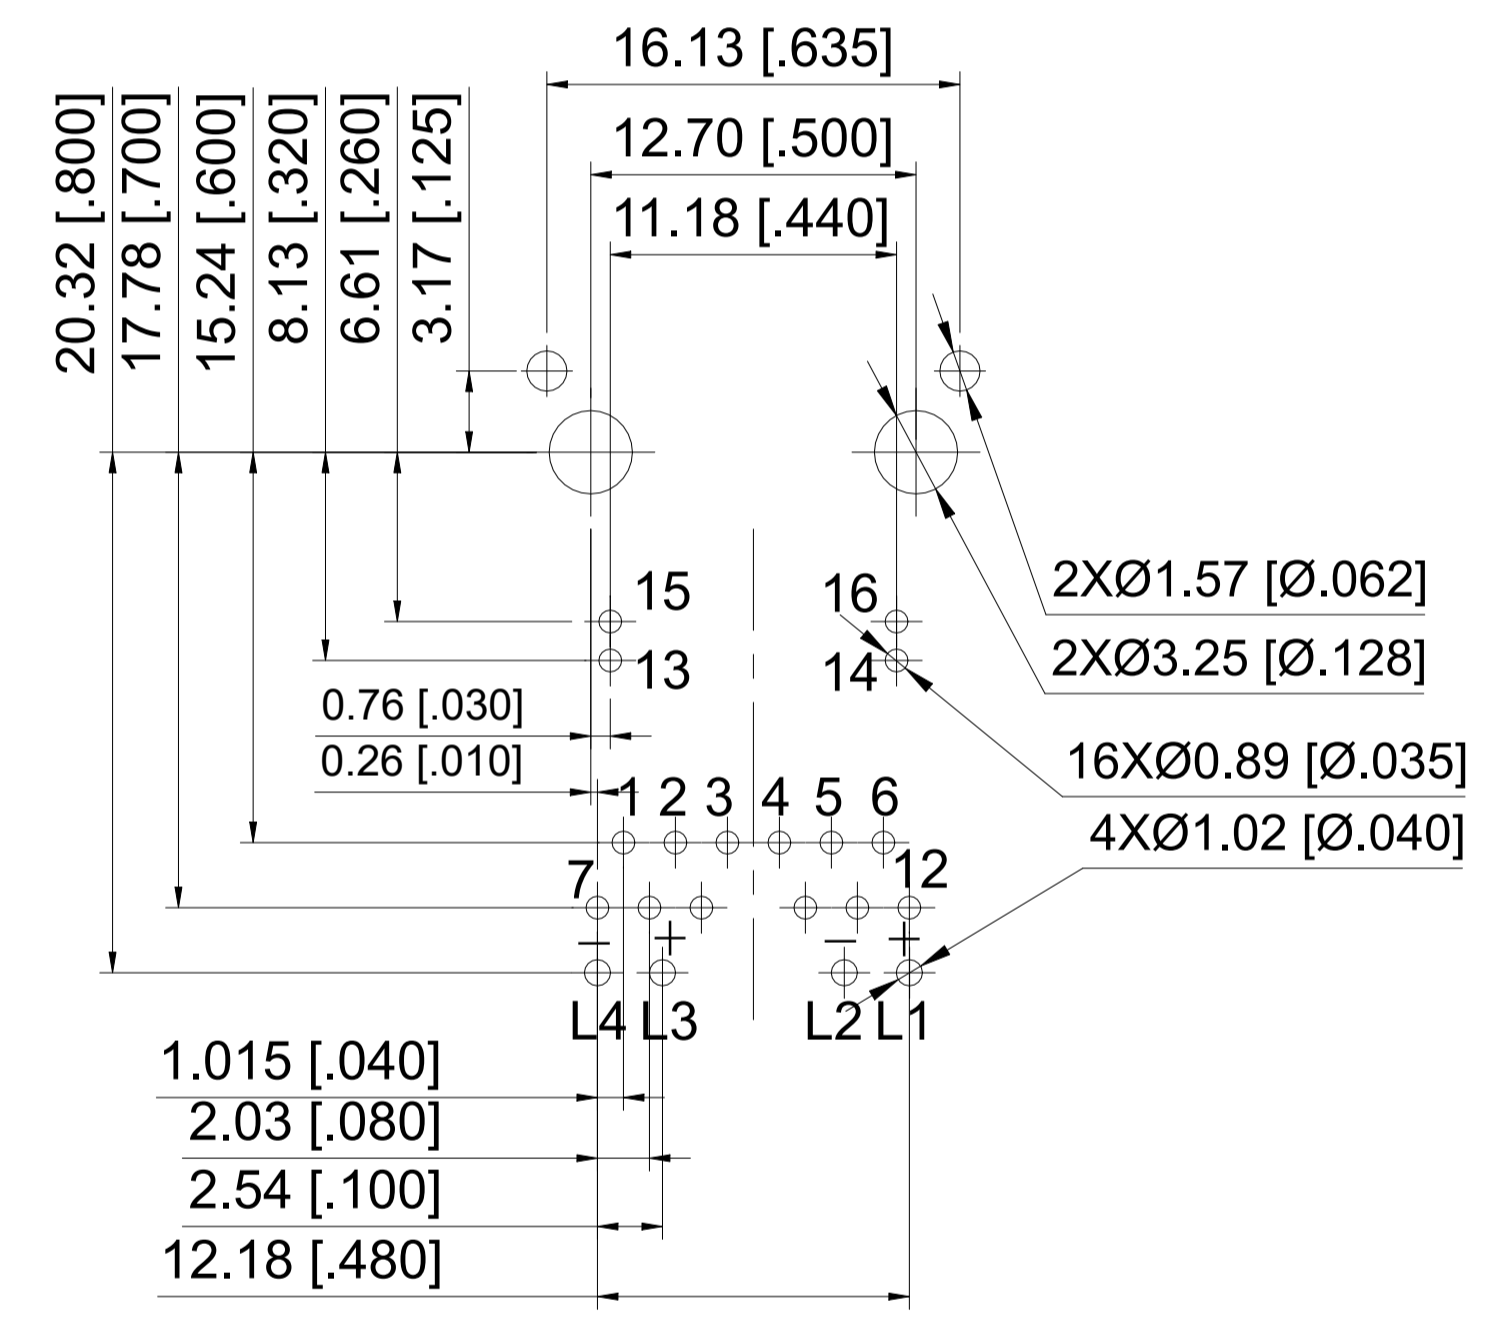 16.13 [.635]
12.70 [.500]
11.18 [.440]
20.32 [.800]
17.78 [.700]
15.24 [.600]
8.13 [.320]
6.61 [.260]
3.17 [.125]
15
16
13
14
2XØ1.57 [Ø.062]
2XØ3.25 [Ø.128]
0.76 [.030]
0.26 [.010]
16XØ0.89 [Ø.035]
4XØ1.02 [Ø.040]
1 2 3 4 5 6
7 12
− + − +
L4 L3 L2 L1
1.015 [.040]
2.03 [.080]
2.54 [.100]
12.18 [.480]